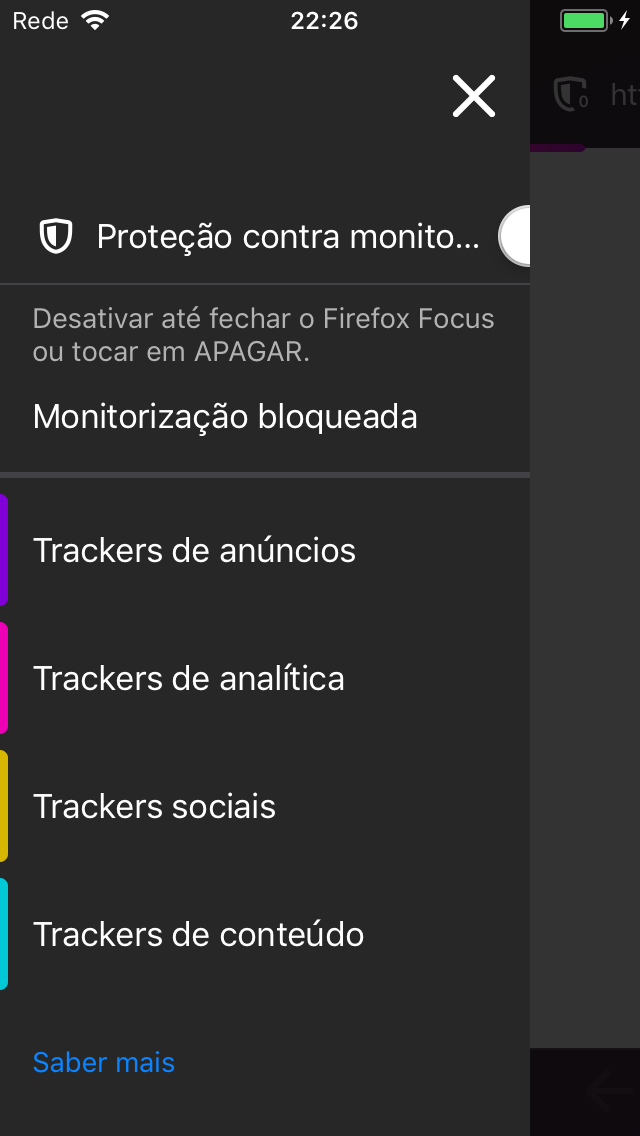 Rede
22:26
0
htt
Proteção contra monito...
Desativar até fechar o Firefox Focus
ou tocar em APAGAR.
Monitorização bloqueada
Trackers de anúncios
Trackers de analítica
Trackers sociais
Trackers de conteúdo
Saber mais